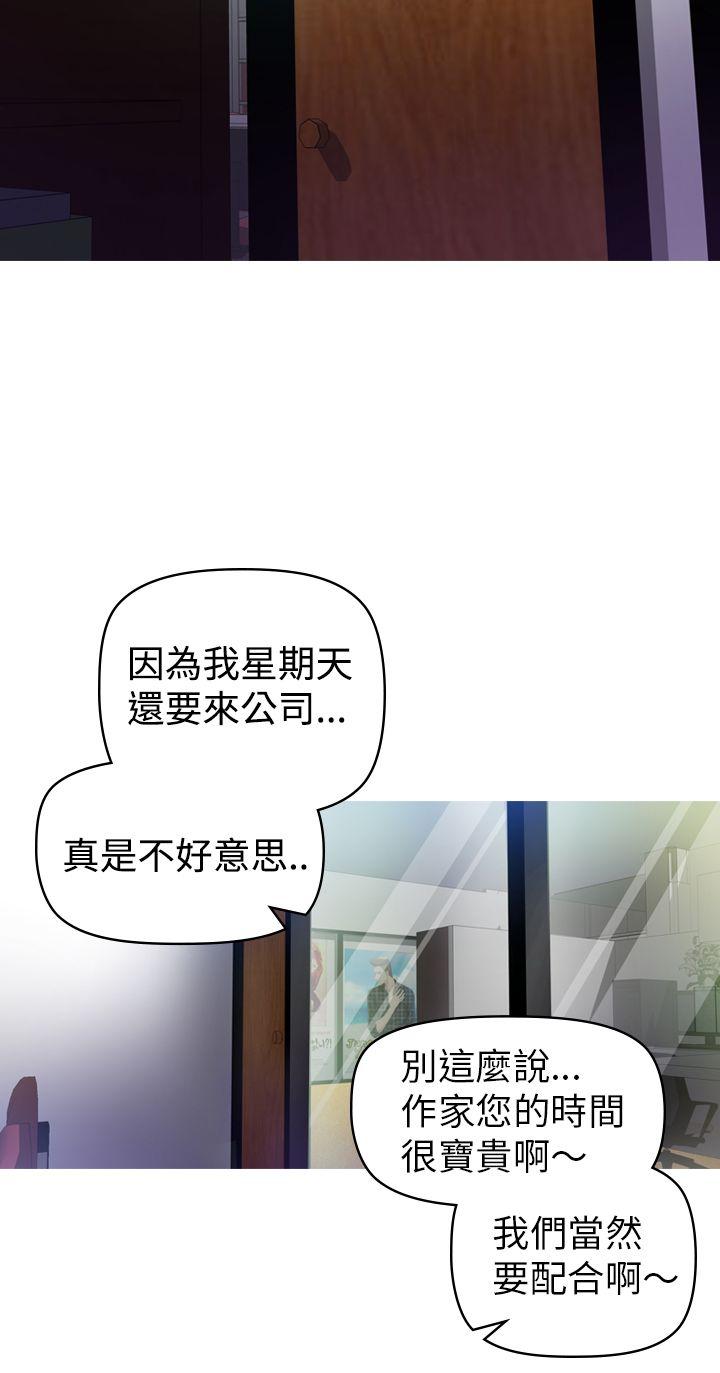 因為我星期天
還要來公司...
真是不好意思..
別這麼說...
作家您的時間
很寶貴啊～
我們當然
要配合啊～